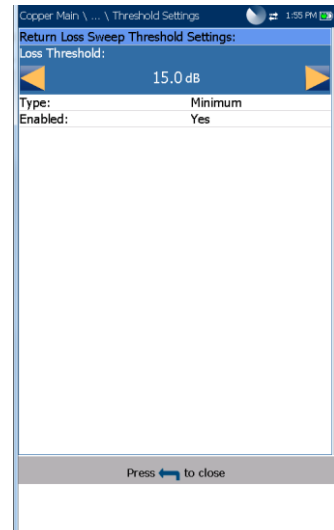 Copper Main \ ... \ Threshold Settings 1:55 PM
Return Loss Sweep Threshold Settings:
Loss Threshold:
15.0 dB
Type: Minimum
Enabled: Yes
Press to close